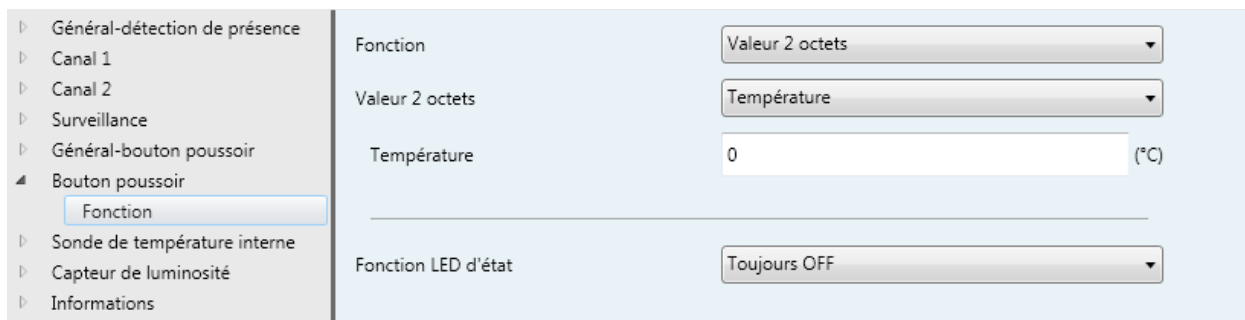 Général-détection de présence
Canal 1
Canal 2
Surveillance
Général-bouton poussoir
Bouton poussoir
Fonction
Sonde de température interne
Capteur de luminosité
Informations
Fonction Valeur 2 octets
Valeur 2 octets Température
Température 0 (°C)
Fonction LED d'état Toujours OFF